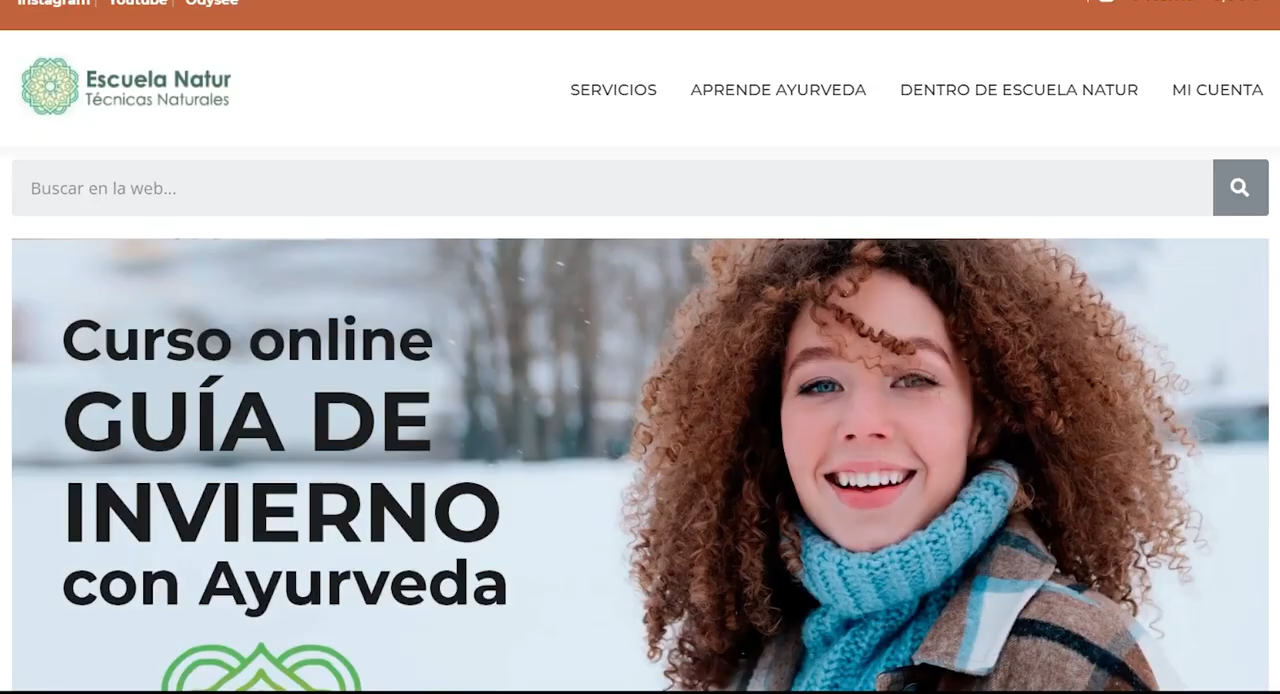 Instagram Youtube Odysee
Escuela Natur
Técnicas Naturales
SERVICIOS APRENDE AYURVEDA DENTRO DE ESCUELA NATUR MI CUENTA
Buscar en la web...
Curso online
GUÍA DE
INVIERNO
con Ayurveda